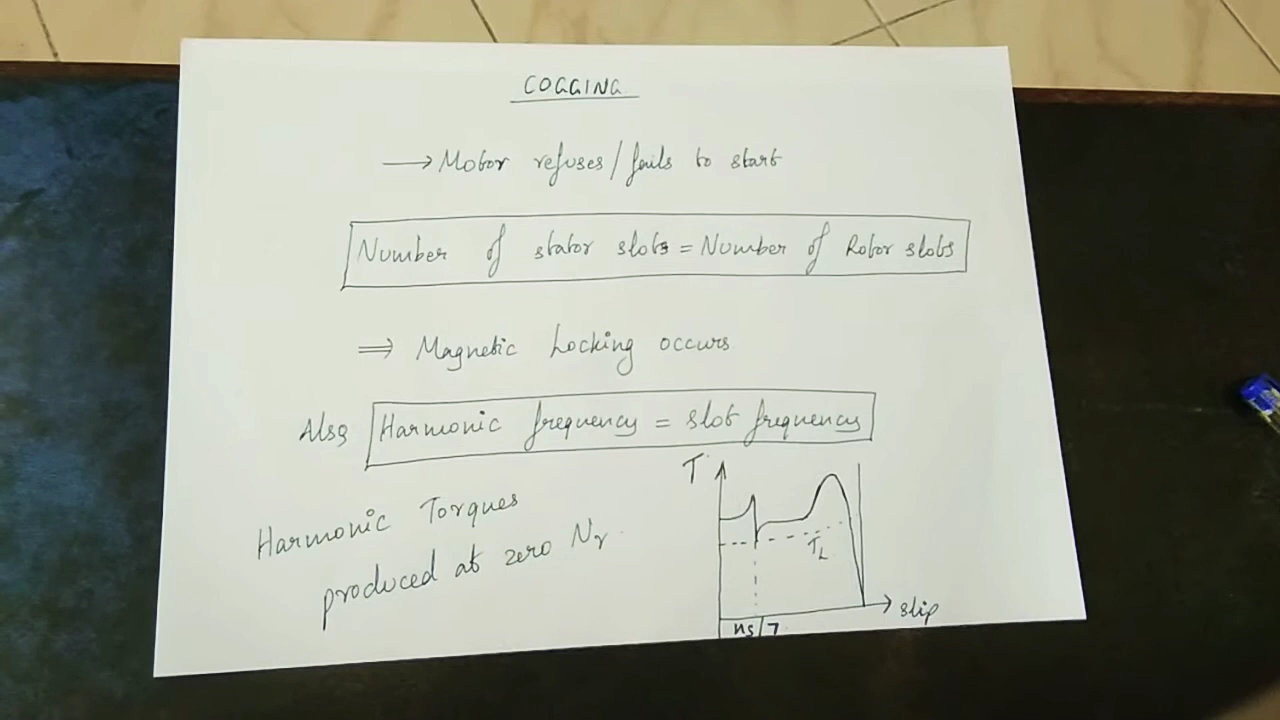 COGGING
→ Motor refuses/fails to start
Number of stator slots = Number of Rotor slots
⇒ Magnetic Locking occurs
Also Harmonic frequency = slot frequency
Harmonic Torques
produced at zero Nr
T
TL
slip
ns/7